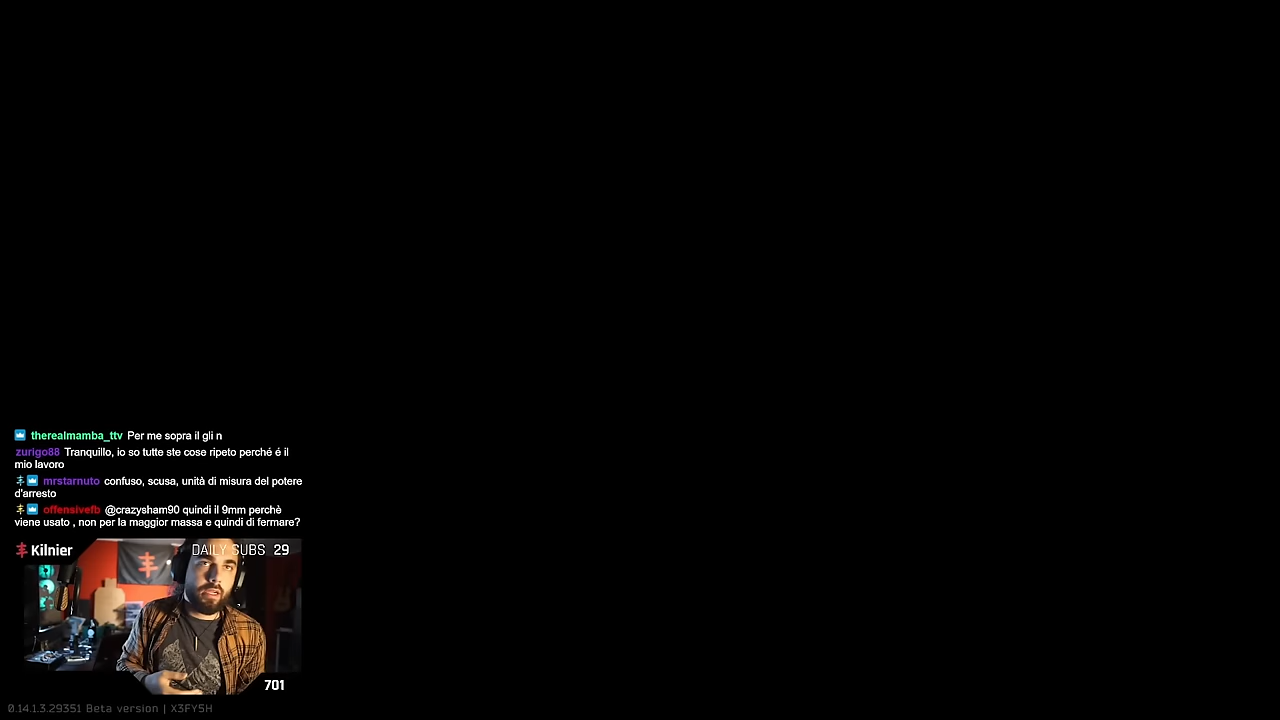 therealmamba_ttv Per me sopra il gli n
zurigo88 Tranquillo, io so tutte ste cose ripeto perché é il
mio lavoro
mrstarnuto confuso, scusa, unità di misura del potere
d'arresto
offensivefb @crazysham90 quindi il 9mm perchè
viene usato , non per la maggior massa e quindi di fermare?
Kilnier DAILY SUBS 29
701
0.14.1.3.29351 Beta version | X3FY5H